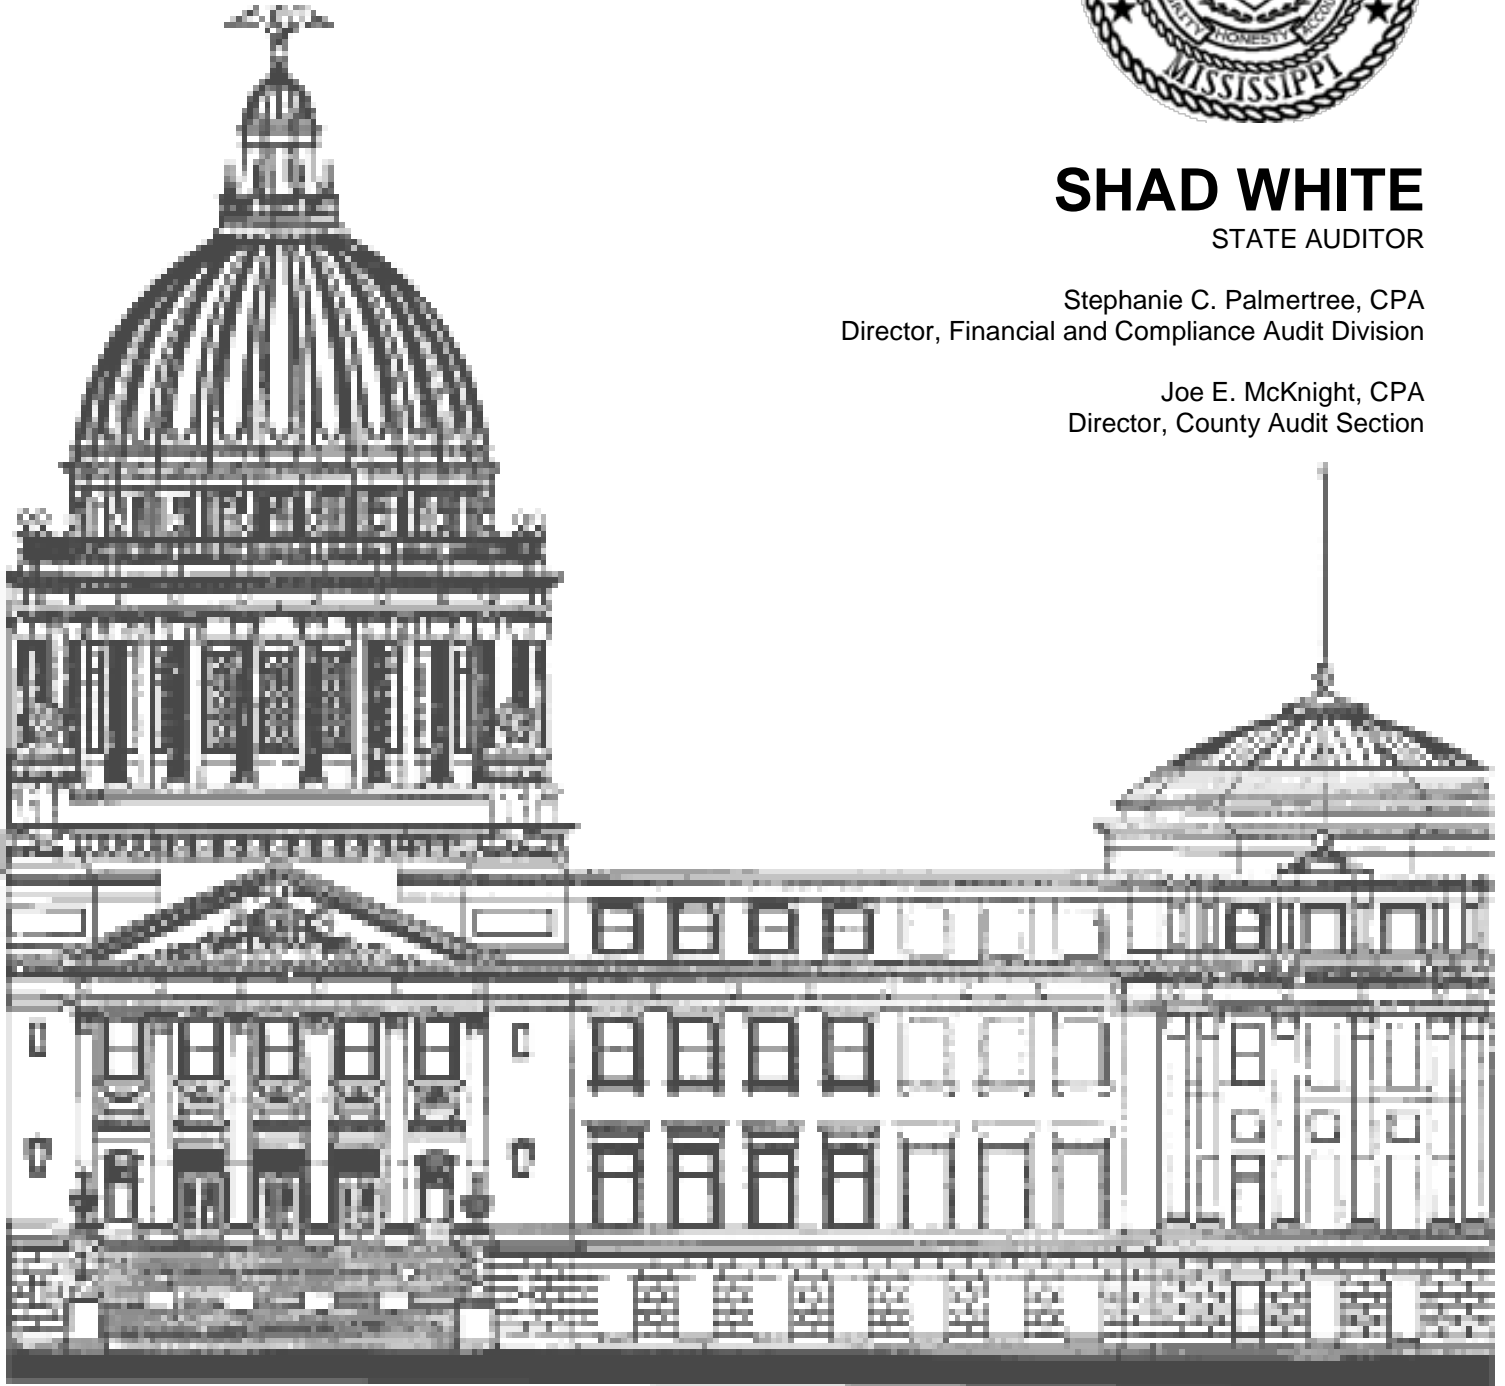 HONESTY
MISSISSIPPI
SHAD WHITE
STATE AUDITOR
Stephanie C. Palmertree, CPA
Director, Financial and Compliance Audit Division
Joe E. McKnight, CPA
Director, County Audit Section